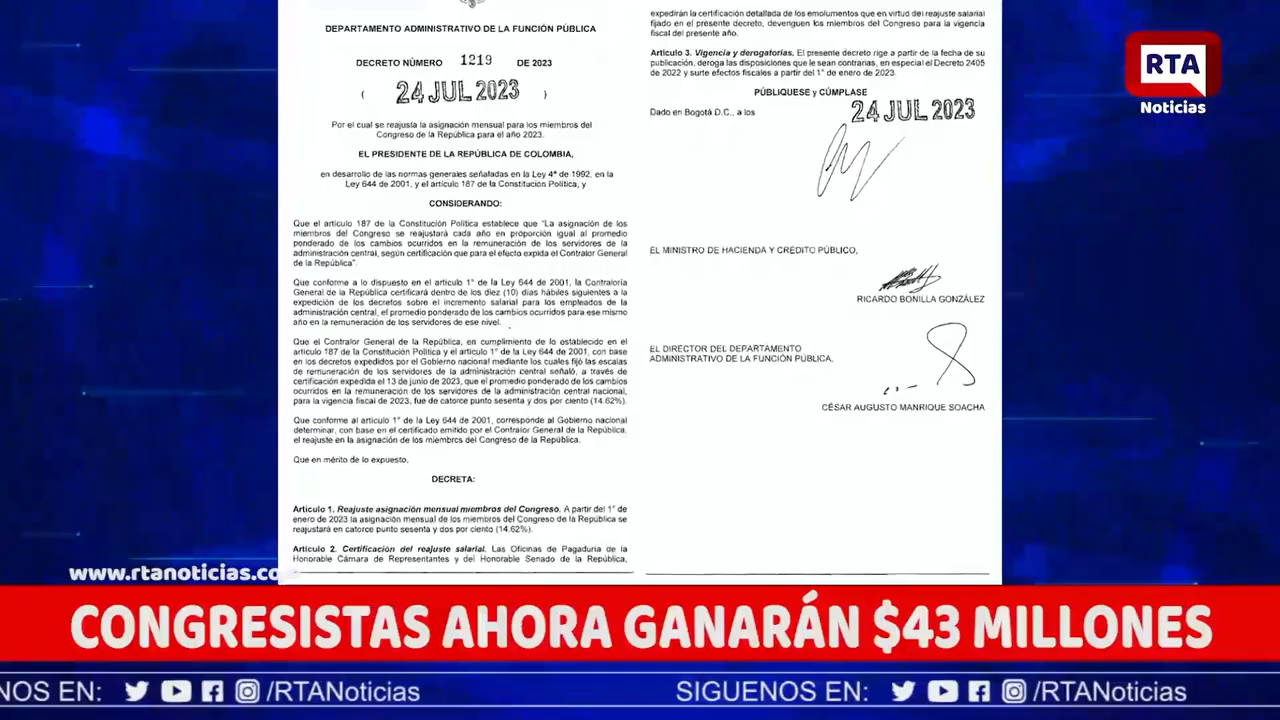 DEPARTAMENTO ADMINISTRATIVO DE LA FUNCIÓN PÚBLICA
DECRETO NÚMERO 1219 DE 2023
( 24 JUL 2023 )
Por el cual se reajusta la asignación mensual para los miembros del
Congreso de la República para el año 2023.
EL PRESIDENTE DE LA REPÚBLICA DE COLOMBIA,
en desarrollo de las normas generales señaladas en la Ley 4ª de 1992, en la
Ley 644 de 2001, y el artículo 187 de la Constitución Política, y
CONSIDERANDO:
Que el artículo 187 de la Constitución Política establece que "La asignación de los
miembros del Congreso se reajustará cada año en proporción igual al promedio
ponderado de los cambios ocurridos en la remuneración de los servidores de la
administración central, según certificación que para el efecto expida el Contralor General
de la República".
Que conforme a lo dispuesto en el artículo 1° de la Ley 644 de 2001, la Contraloría
General de la República certificará dentro de los diez (10) días hábiles siguientes a la
expedición de los decretos sobre el incremento salarial para los empleados de la
administración central, el promedio ponderado de los cambios ocurridos para ese mismo
año en la remuneración de los servidores de ese nivel.
Que el Contralor General de la República, en cumplimiento de lo establecido en el
artículo 187 de la Constitución Política y el artículo 1° de la Ley 644 de 2001, con base
en los decretos expedidos por el Gobierno nacional mediante los cuales fijó las escalas
de remuneración de los servidores de la administración central señaló, a través de
certificación expedida el 13 de junio de 2023, que el promedio ponderado de los cambios
ocurridos en la remuneración de los servidores de la administración central nacional,
para la vigencia fiscal de 2023, fue de catorce punto sesenta y dos por ciento (14.62%).
Que conforme al artículo 1° de la Ley 644 de 2001, corresponde al Gobierno nacional
determinar, con base en el certificado emitido por el Contralor General de la República,
el reajuste en la asignación de los miembros del Congreso de la República.
Que en mérito de lo expuesto,
DECRETA:
Artículo 1. Reajuste asignación mensual miembros del Congreso. A partir del 1° de
enero de 2023 la asignación mensual de los miembros del Congreso de la República se
reajustará en catorce punto sesenta y dos por ciento (14.62%).
Artículo 2. Certificación del reajuste salarial. Las Oficinas de Pagaduría de la
Honorable Cámara de Representantes y del Honorable Senado de la República,
expedirán la certificación detallada de los emolumentos que en virtud del reajuste salarial
fijado en el presente decreto, devenguen los miembros del Congreso para la vigencia
fiscal del presente año.
Artículo 3. Vigencia y derogatorias. El presente decreto rige a partir de la fecha de su
publicación, deroga las disposiciones que le sean contrarias, en especial el Decreto 2405
de 2022 y surte efectos fiscales a partir del 1° de enero de 2023.
PÚBLIQUESE y CÚMPLASE
Dado en Bogotá D.C., a los 24 JUL 2023
EL MINISTRO DE HACIENDA Y CRÉDITO PÚBLICO,
RICARDO BONILLA GONZÁLEZ
EL DIRECTOR DEL DEPARTAMENTO
ADMINISTRATIVO DE LA FUNCIÓN PÚBLICA,
CÉSAR AUGUSTO MANRIQUE SOACHA
RTA
Noticias
www.rtanoticias.co
CONGRESISTAS AHORA GANARÁN $43 MILLONES
NOS EN: /RTANoticias SIGUENOS EN: /RTANoticias